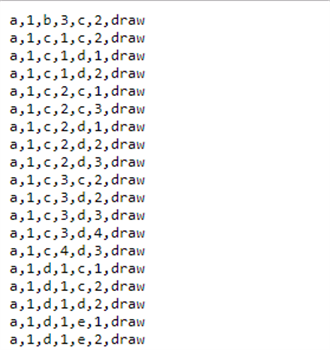 a,1,b,3,c,2,draw
a,1,c,1,c,2,draw
a,1,c,1,d,1,draw
a,1,c,1,d,2,draw
a,1,c,2,c,1,draw
a,1,c,2,c,3,draw
a,1,c,2,d,1,draw
a,1,c,2,d,2,draw
a,1,c,2,d,3,draw
a,1,c,3,c,2,draw
a,1,c,3,d,2,draw
a,1,c,3,d,3,draw
a,1,c,3,d,4,draw
a,1,c,4,d,3,draw
a,1,d,1,c,1,draw
a,1,d,1,c,2,draw
a,1,d,1,d,2,draw
a,1,d,1,e,1,draw
a,1,d,1,e,2,draw